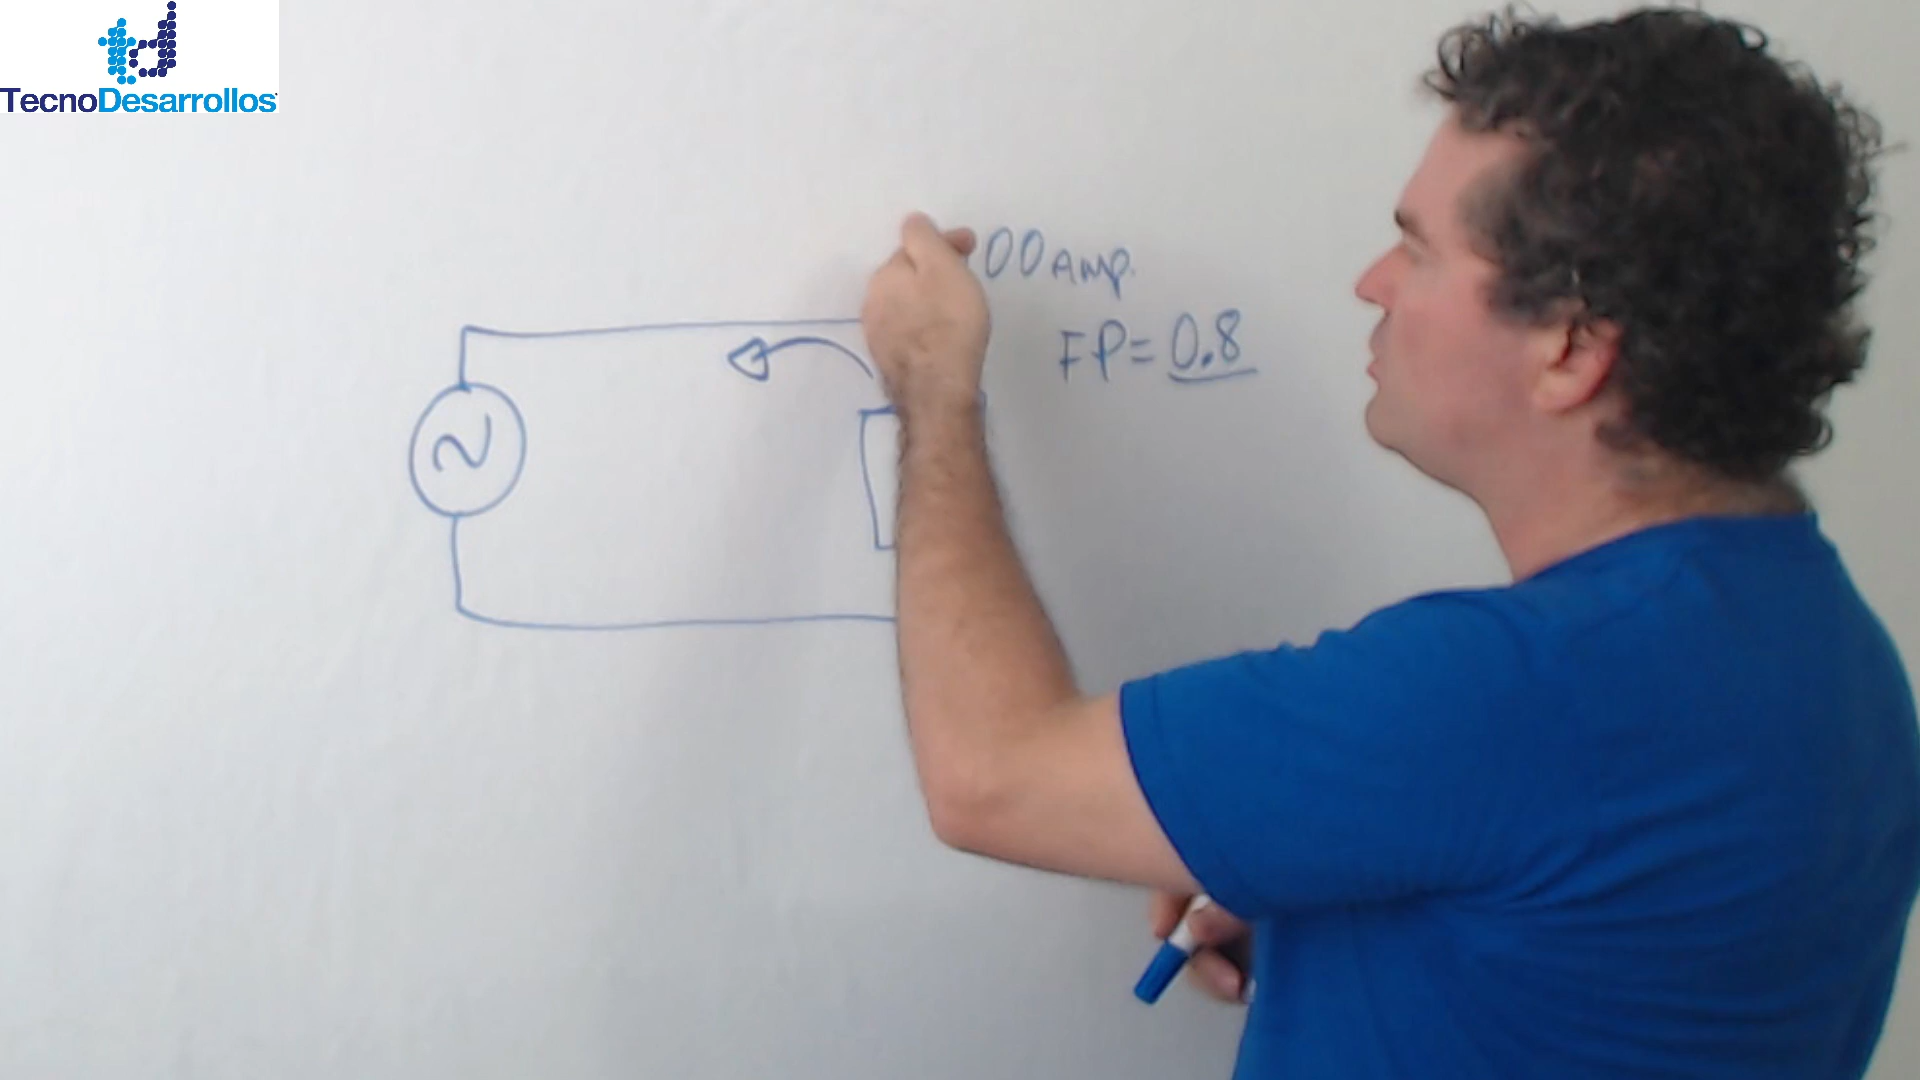 TecnoDesarrollos
00 AMP.
FP = 0.8